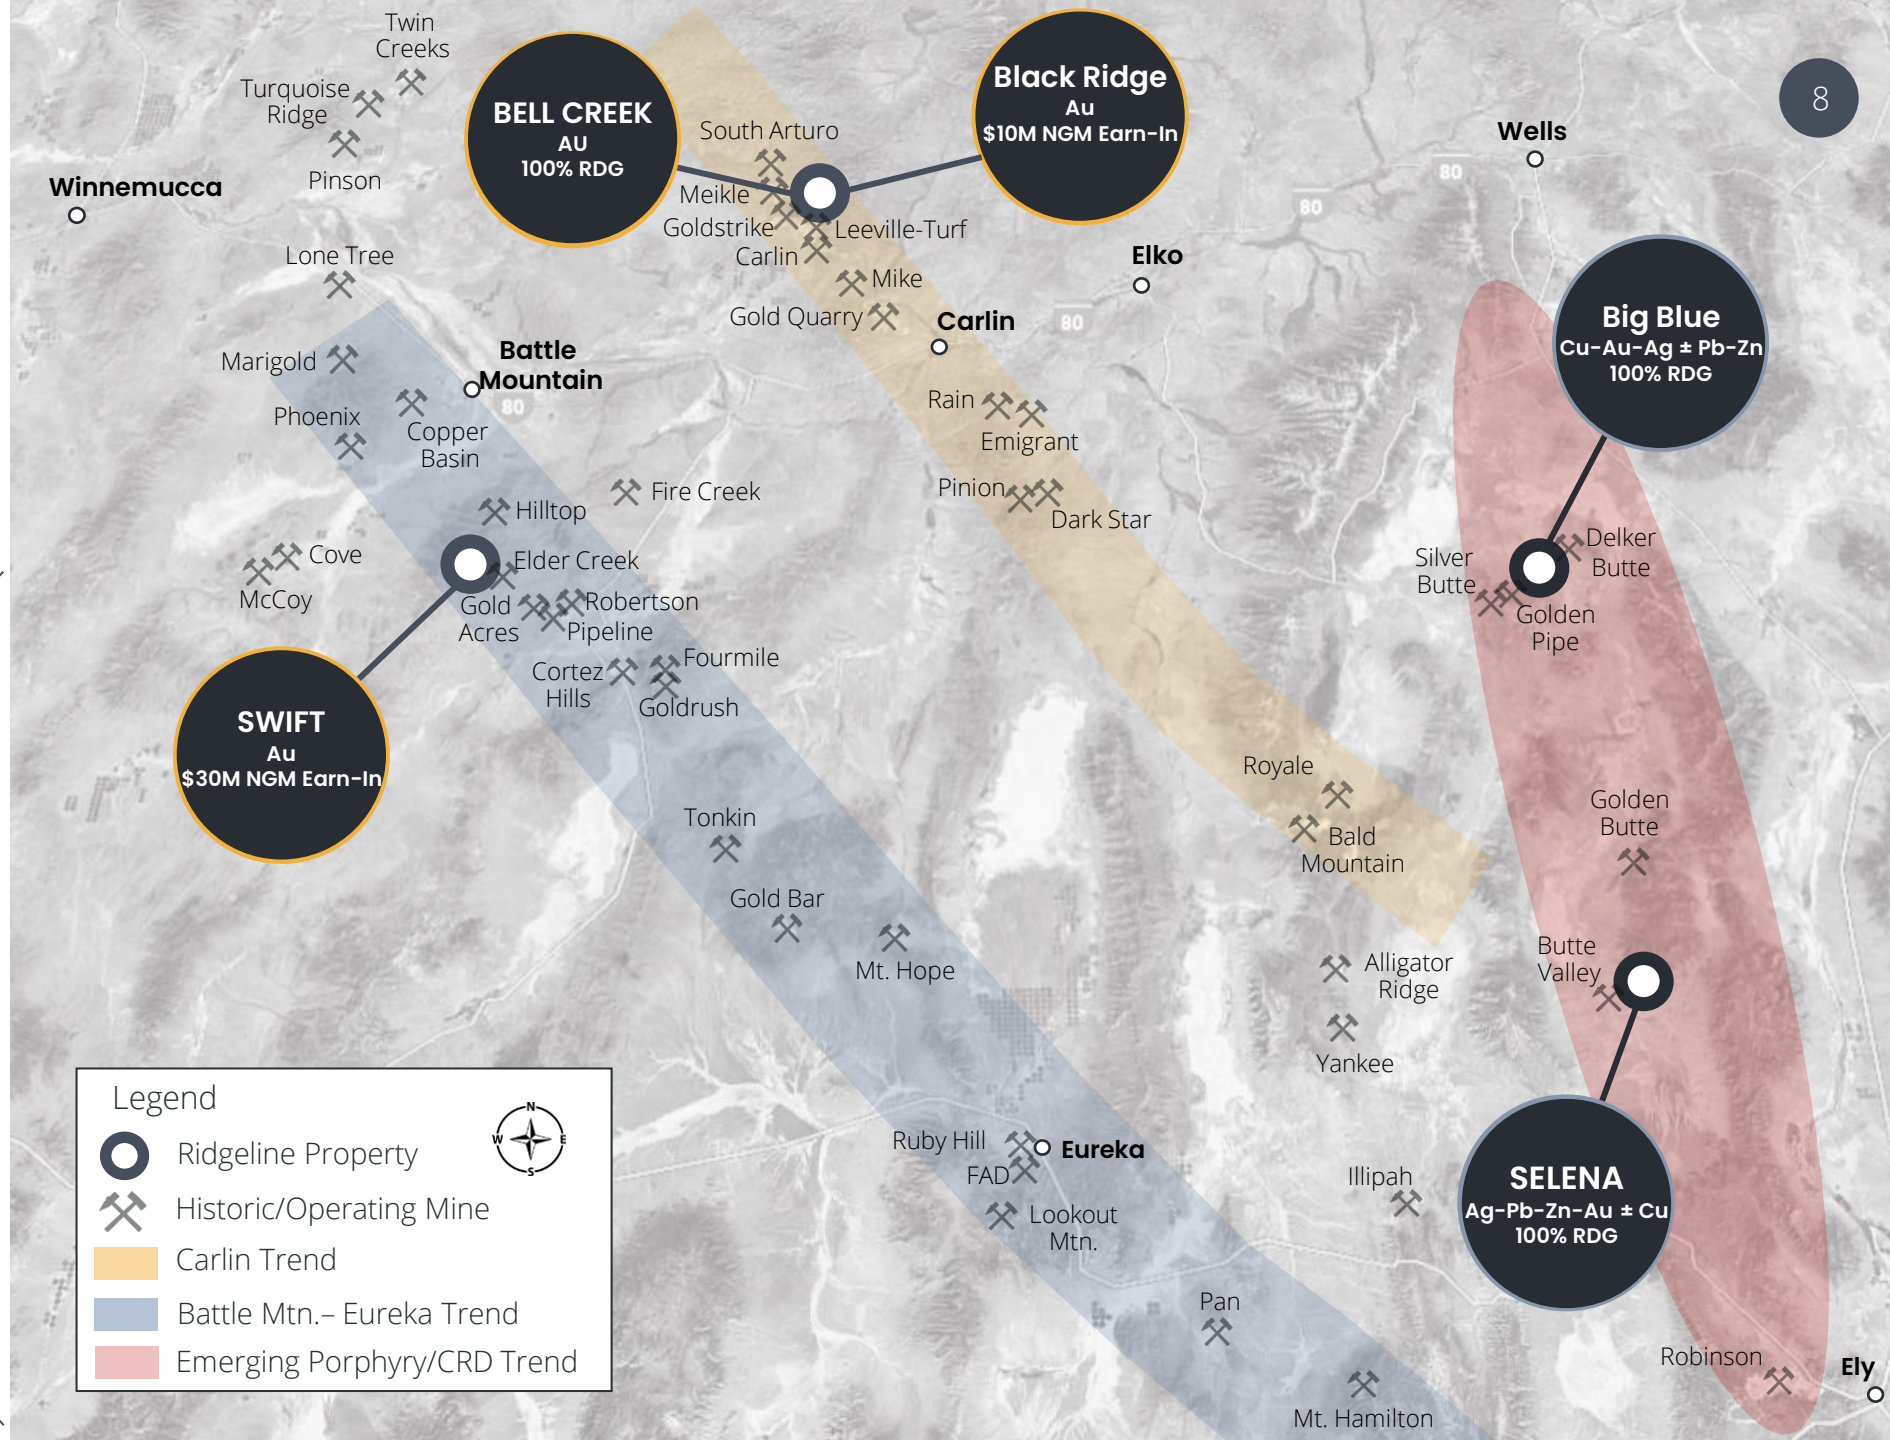 Twin
Creeks
Turquoise
Ridge
Pinson
Winnemucca
Lone Tree
BELL CREEK
AU
100% RDG
Black Ridge
Au
$10M NGM Earn-In
8
Wells
80
80
80
80
South Arturo
Meikle
Goldstrike
Leeville-Turf
Carlin
Mike
Gold Quarry
Elko
Carlin
Big Blue
Cu-Au-Ag ± Pb-Zn
100% RDG
Marigold
Battle
Mountain
Phoenix
Copper
Basin
Rain
Emigrant
Pinion
Dark Star
Fire Creek
Hilltop
Cove
McCoy
Elder Creek
Gold
Acres
Robertson
Pipeline
Cortez
Hills
Fourmile
Goldrush
Silver
Butte
Delker
Butte
Golden
Pipe
SWIFT
Au
$30M NGM Earn-In
Tonkin
Gold Bar
Mt. Hope
Royale
Bald
Mountain
Golden
Butte
Butte
Valley
Alligator
Ridge
Yankee
Legend
N
W
E
S
Ridgeline Property
Historic/Operating Mine
Carlin Trend
Battle Mtn.– Eureka Trend
Emerging Porphyry/CRD Trend
Ruby Hill
Eureka
FAD
Lookout
Mtn.
Illipah
SELENA
Ag-Pb-Zn-Au ± Cu
100% RDG
Pan
Mt. Hamilton
Robinson
Ely